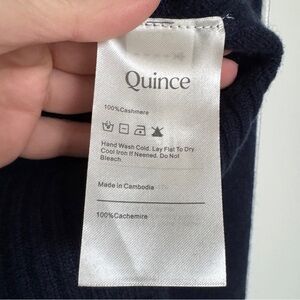 Quince
100%Cashmere
Hand Wash Cold. Lay Flat To Dry
Cool Iron If Neened. Do Not
Bleach.
Made in Cambodia
100%Cachemire